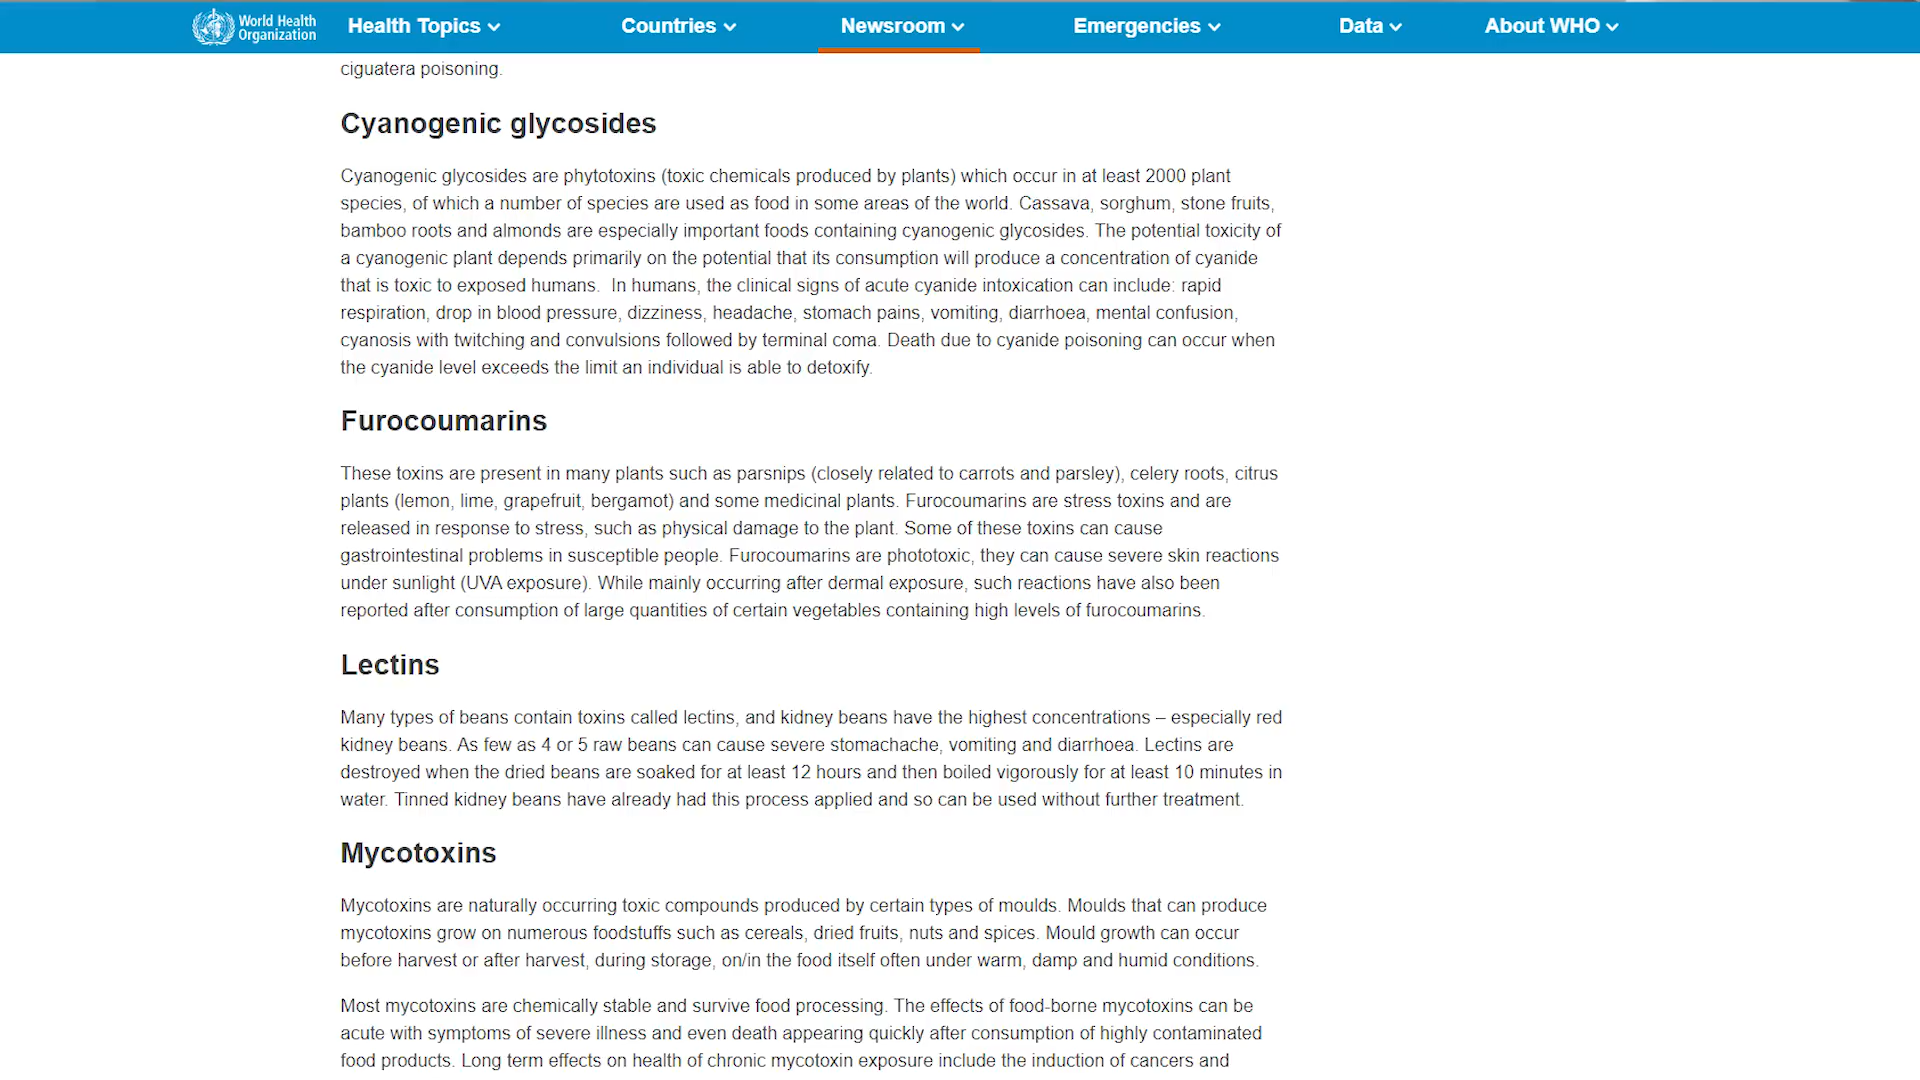 World Health
Organization
Health Topics
Countries
Newsroom
Emergencies
Data
About WHO
ciguatera poisoning.
Cyanogenic glycosides
Cyanogenic glycosides are phytotoxins (toxic chemicals produced by plants) which occur in at least 2000 plant
species, of which a number of species are used as food in some areas of the world. Cassava, sorghum, stone fruits,
bamboo roots and almonds are especially important foods containing cyanogenic glycosides. The potential toxicity of
a cyanogenic plant depends primarily on the potential that its consumption will produce a concentration of cyanide
that is toxic to exposed humans.  In humans, the clinical signs of acute cyanide intoxication can include: rapid
respiration, drop in blood pressure, dizziness, headache, stomach pains, vomiting, diarrhoea, mental confusion,
cyanosis with twitching and convulsions followed by terminal coma. Death due to cyanide poisoning can occur when
the cyanide level exceeds the limit an individual is able to detoxify.
Furocoumarins
These toxins are present in many plants such as parsnips (closely related to carrots and parsley), celery roots, citrus
plants (lemon, lime, grapefruit, bergamot) and some medicinal plants. Furocoumarins are stress toxins and are
released in response to stress, such as physical damage to the plant. Some of these toxins can cause
gastrointestinal problems in susceptible people. Furocoumarins are phototoxic, they can cause severe skin reactions
under sunlight (UVA exposure). While mainly occurring after dermal exposure, such reactions have also been
reported after consumption of large quantities of certain vegetables containing high levels of furocoumarins.
Lectins
Many types of beans contain toxins called lectins, and kidney beans have the highest concentrations – especially red
kidney beans. As few as 4 or 5 raw beans can cause severe stomachache, vomiting and diarrhoea. Lectins are
destroyed when the dried beans are soaked for at least 12 hours and then boiled vigorously for at least 10 minutes in
water. Tinned kidney beans have already had this process applied and so can be used without further treatment.
Mycotoxins
Mycotoxins are naturally occurring toxic compounds produced by certain types of moulds. Moulds that can produce
mycotoxins grow on numerous foodstuffs such as cereals, dried fruits, nuts and spices. Mould growth can occur
before harvest or after harvest, during storage, on/in the food itself often under warm, damp and humid conditions.
Most mycotoxins are chemically stable and survive food processing. The effects of food-borne mycotoxins can be
acute with symptoms of severe illness and even death appearing quickly after consumption of highly contaminated
food products. Long term effects on health of chronic mycotoxin exposure include the induction of cancers and